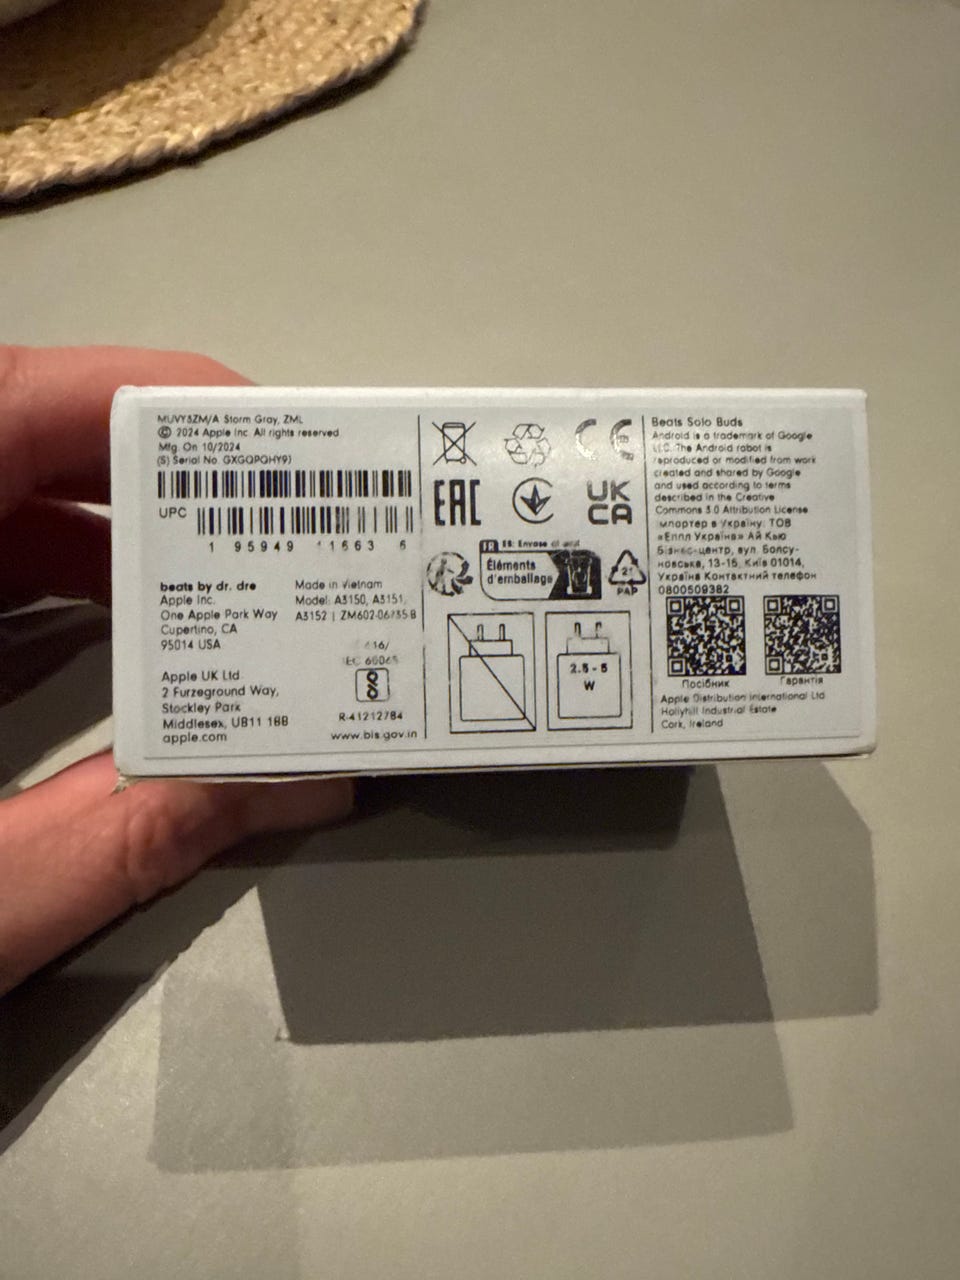 MUVY3ZM/A Storm Gray, ZML
© 2024 Apple Inc. All rights reserved
Mfg. On 10/2024
(S) Serial No. GXGQPQHY9)
UPC
1 95949 11663 6
beats by dr. dre
Apple Inc.
One Apple Park Way
Cupertino, CA
95014 USA
Made in Vietnam
Model: A3150, A3151,
A3152 | ZM602-06735-B
Apple UK Ltd
2 Furzeground Way,
Stockley Park
Middlesex, UB11 1BB
apple.com
IEC 60065
R-41212784
www.bis.gov.in
CE
EAC
UK
CA
FR
Éléments
d'emballage
21
PAP
2.5 - 5
W
Beats Solo Buds
Android is a trademark of Google
LLC. The Android robot is
reproduced or modified from work
created and shared by Google
and used according to terms
described in the Creative
Commons 3.0 Attribution License
Імпортер в Україну: ТОВ
«Еппл Україна» Ай Кью
Бізнес-центр, вул. Болсу-
новська, 13-15, Київ 01014,
Україна Контактний телефон
0800509382
Посібник
Гарантія
Apple Distribution International Ltd
Hollyhill Industrial Estate
Cork, Ireland